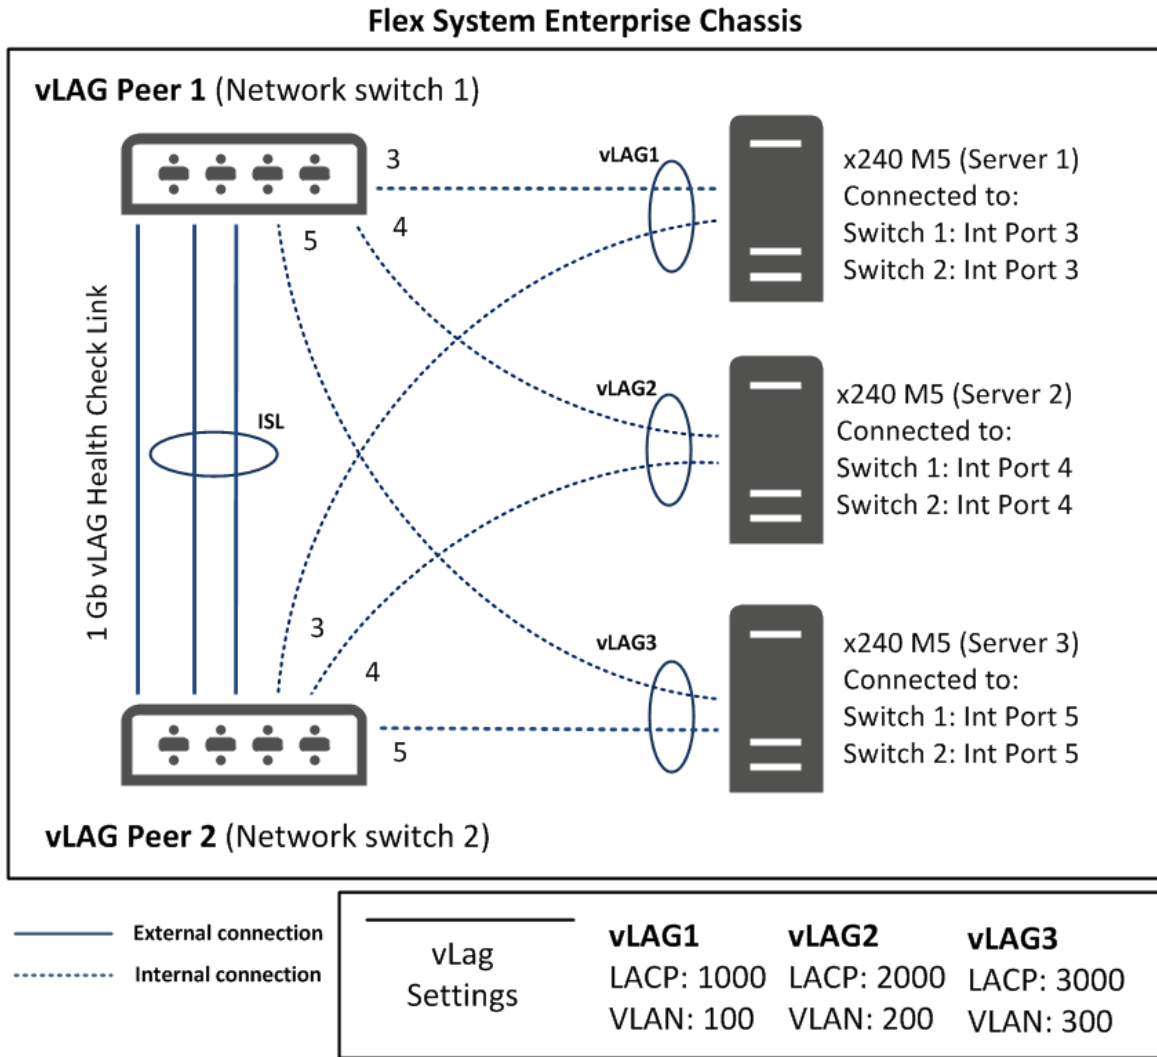 Flex System Enterprise Chassis
vLAG Peer 1 (Network switch 1)
3
4
5
vLAG1
x240 M5 (Server 1)
Connected to:
Switch 1: Int Port 3
Switch 2: Int Port 3
1 Gb vLAG Health Check Link
ISL
vLAG2
x240 M5 (Server 2)
Connected to:
Switch 1: Int Port 4
Switch 2: Int Port 4
3
4
5
vLAG3
x240 M5 (Server 3)
Connected to:
Switch 1: Int Port 5
Switch 2: Int Port 5
vLAG Peer 2 (Network switch 2)
External connection
Internal connection
vLag
Settings
vLAG1
LACP: 1000
VLAN: 100
vLAG2
LACP: 2000
VLAN: 200
vLAG3
LACP: 3000
VLAN: 300